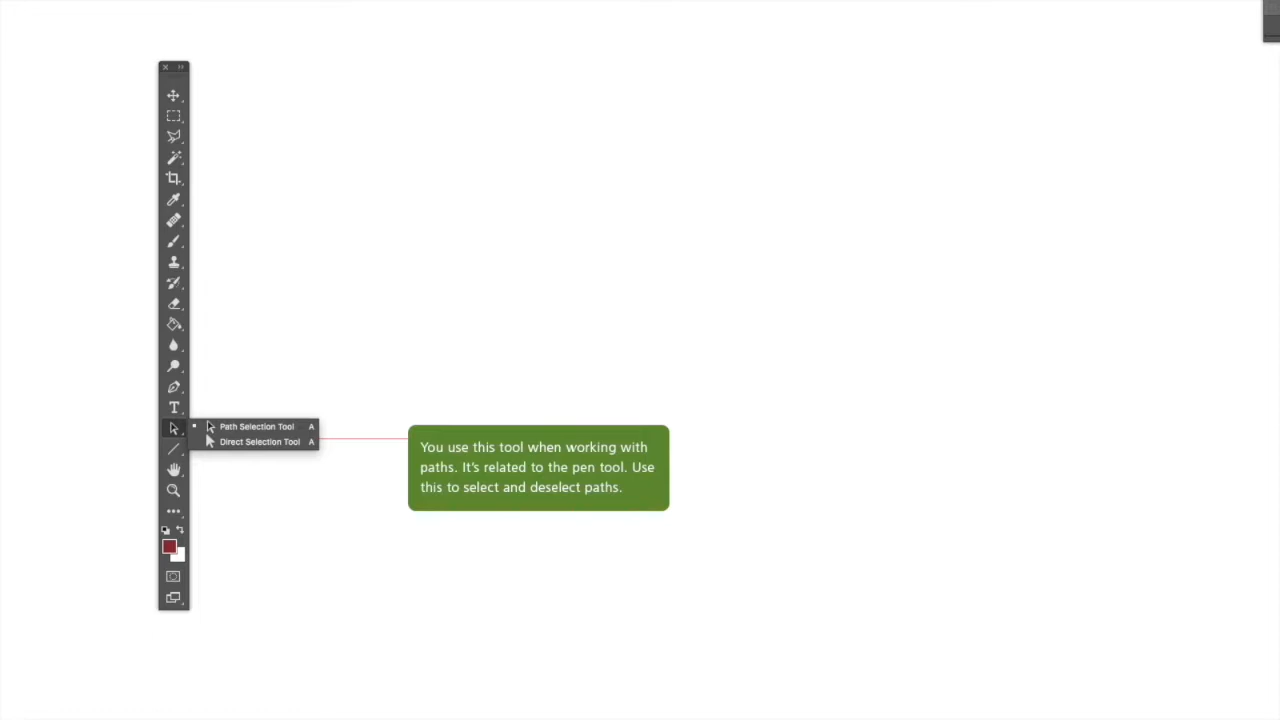 Path Selection Tool A
Direct Selection Tool A
You use this tool when working with
paths. It's related to the pen tool. Use
this to select and deselect paths.